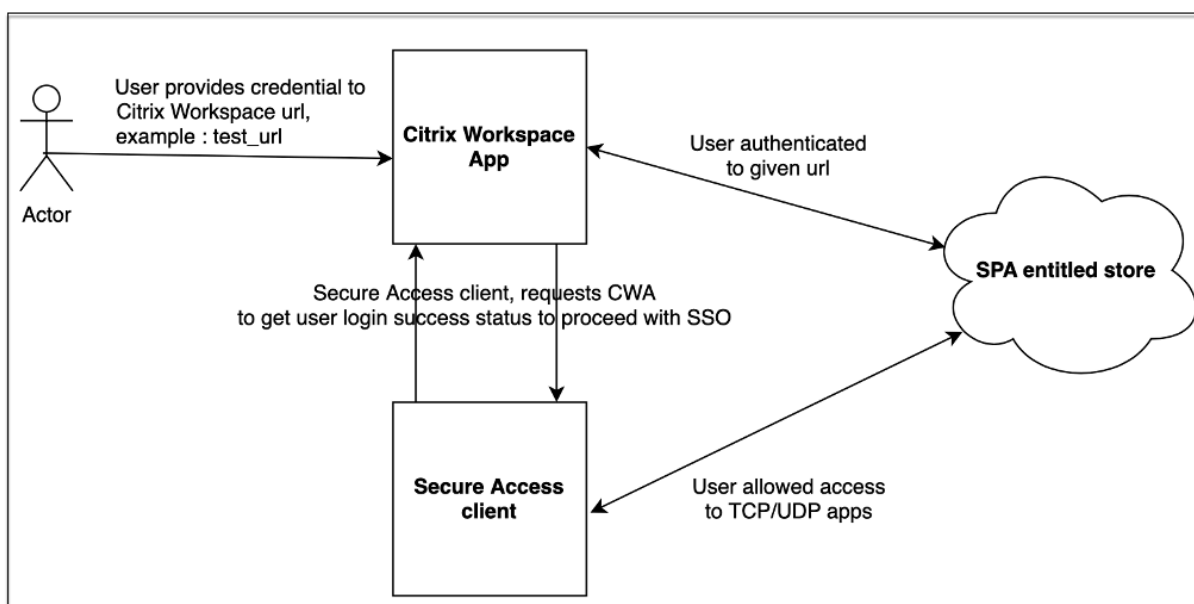 User provides credential to
Citrix Workspace url,
example : test_url
Actor
Citrix Workspace
App
User authenticated
to given url
SPA entitled store
Secure Access client, requests CWA
to get user login success status to proceed with SSO
Secure Access
client
User allowed access
to TCP/UDP apps